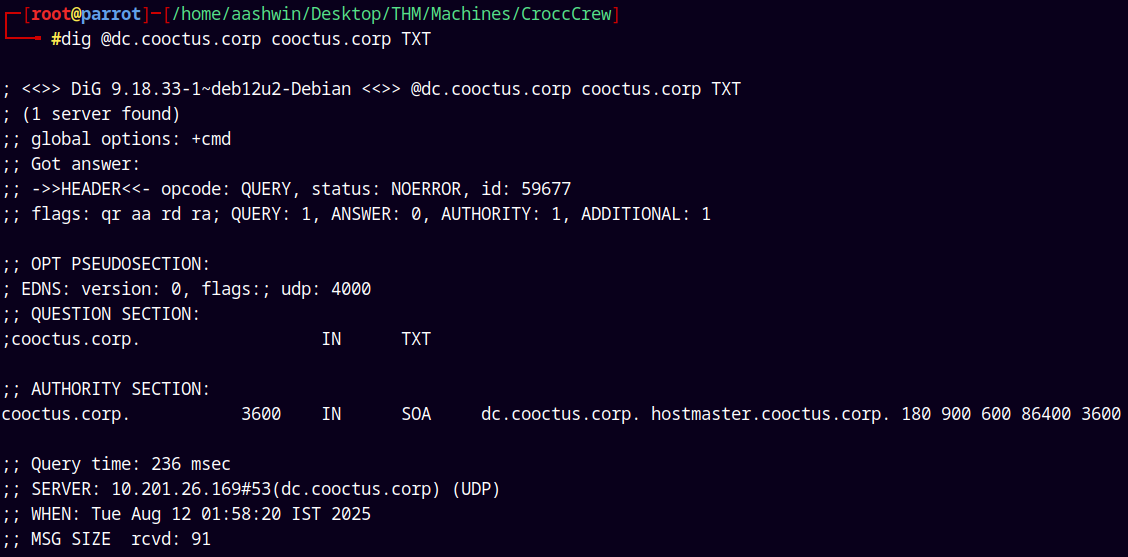 ┌─[root@parrot]─[/home/aashwin/Desktop/THM/Machines/CroccCrew]
└──╼ #dig @dc.cooctus.corp cooctus.corp TXT

; <<>> DiG 9.18.33-1~deb12u2-Debian <<>> @dc.cooctus.corp cooctus.corp TXT
; (1 server found)
;; global options: +cmd
;; Got answer:
;; ->>HEADER<<- opcode: QUERY, status: NOERROR, id: 59677
;; flags: qr aa rd ra; QUERY: 1, ANSWER: 0, AUTHORITY: 1, ADDITIONAL: 1

;; OPT PSEUDOSECTION:
; EDNS: version: 0, flags:; udp: 4000
;; QUESTION SECTION:
;cooctus.corp.			IN	TXT

;; AUTHORITY SECTION:
cooctus.corp.		3600	IN	SOA	dc.cooctus.corp. hostmaster.cooctus.corp. 180 900 600 86400 3600

;; Query time: 236 msec
;; SERVER: 10.201.26.169#53(dc.cooctus.corp) (UDP)
;; WHEN: Tue Aug 12 01:58:20 IST 2025
;; MSG SIZE  rcvd: 91